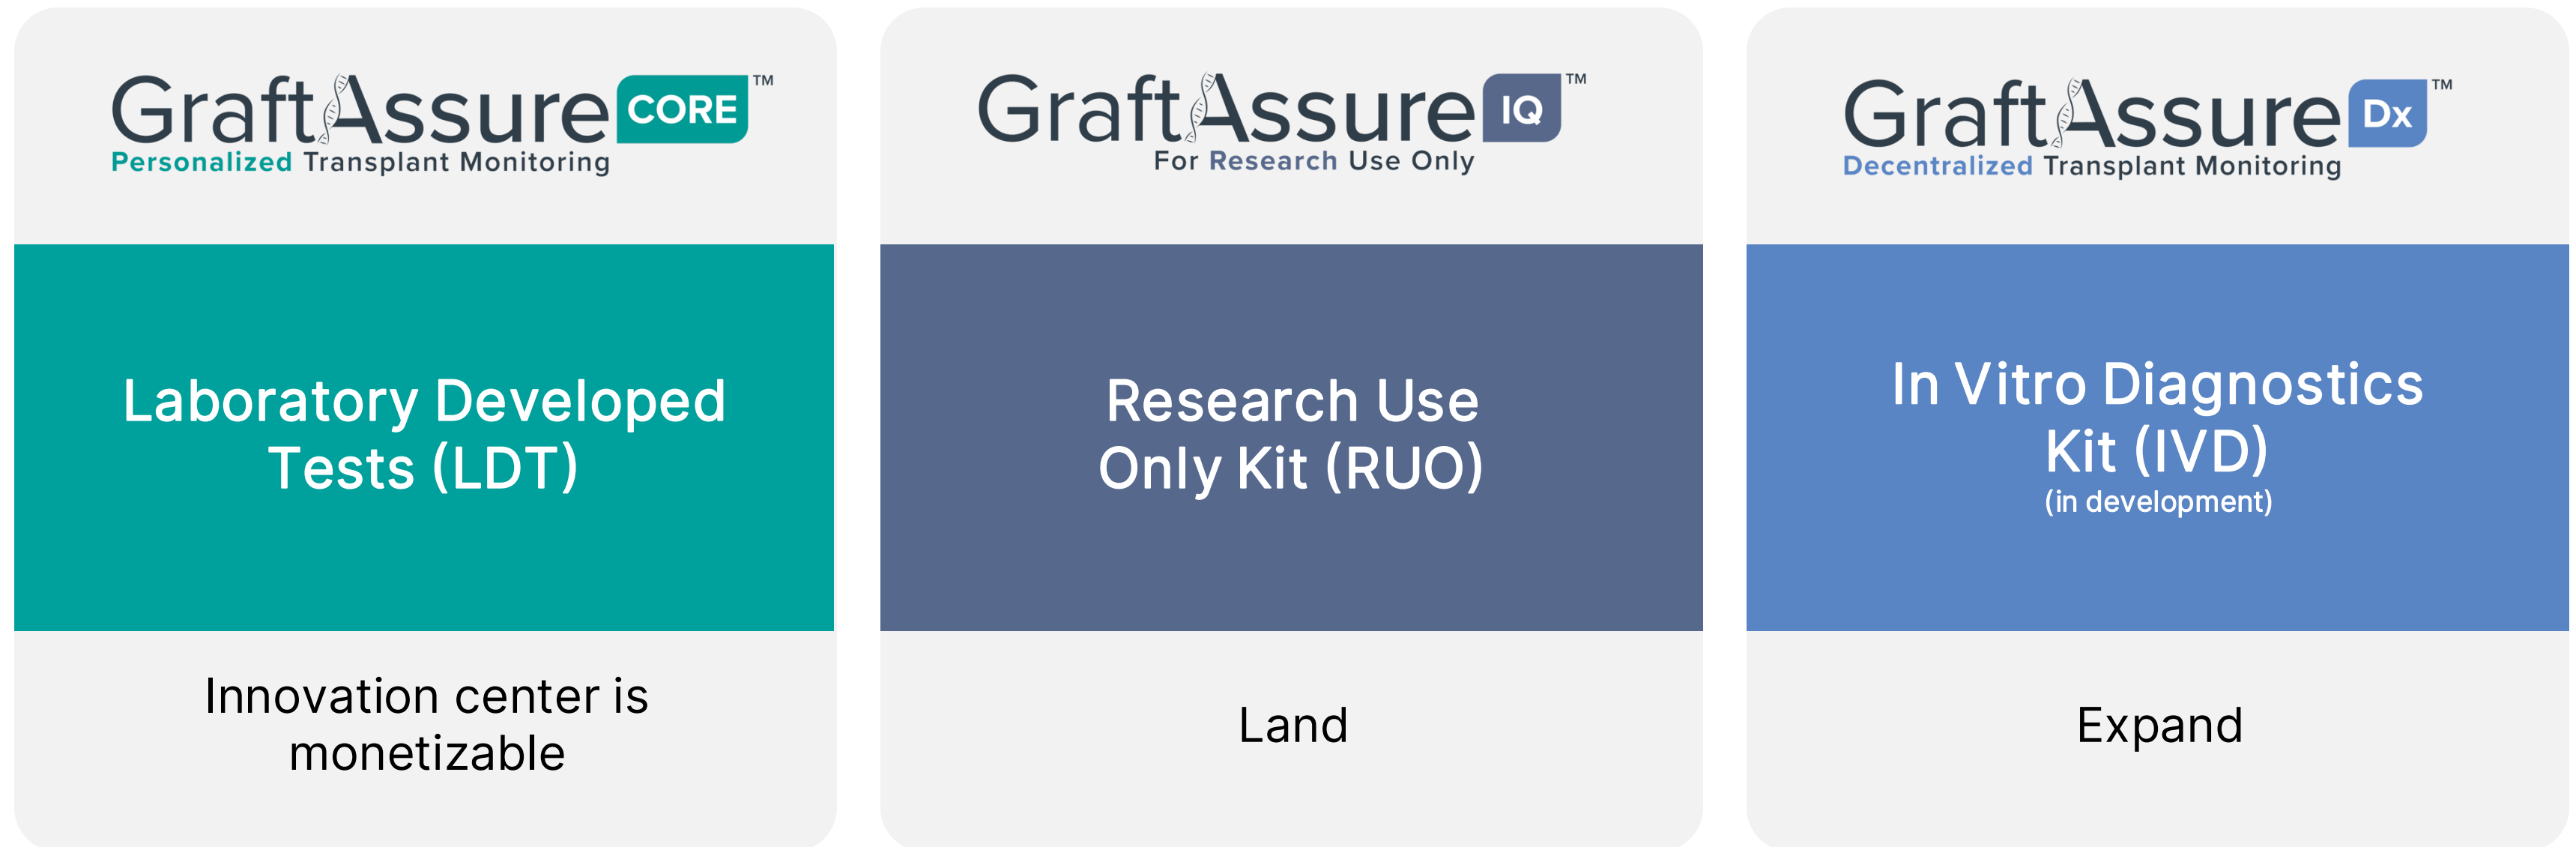 GraftAssure CORE™
Personalized Transplant Monitoring
Laboratory Developed
Tests (LDT)
Innovation center is
monetizable
GraftAssure IQ™
For Research Use Only
Research Use
Only Kit (RUO)
Land
GraftAssure Dx™
Decentralized Transplant Monitoring
In Vitro Diagnostics
Kit (IVD)
(in development)
Expand